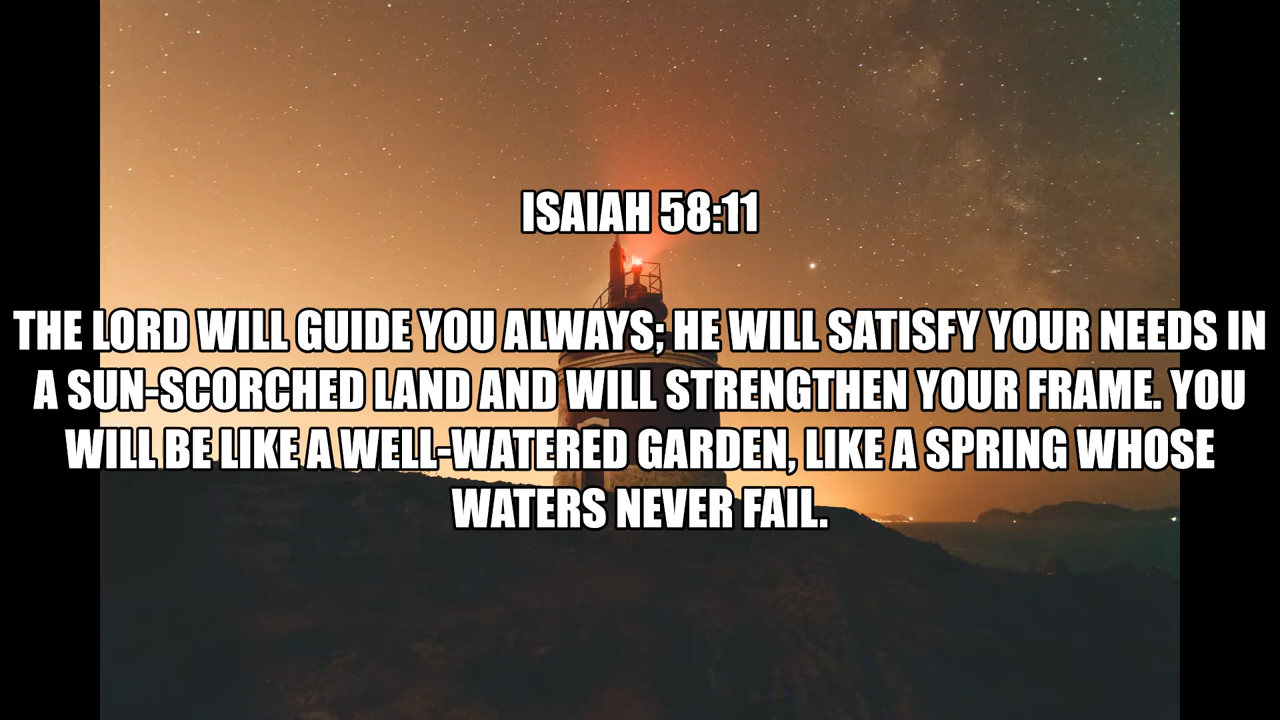 ISAIAH 58:11
THE LORD WILL GUIDE YOU ALWAYS; HE WILL SATISFY YOUR NEEDS IN
A SUN-SCORCHED LAND AND WILL STRENGTHEN YOUR FRAME. YOU
WILL BE LIKE A WELL-WATERED GARDEN, LIKE A SPRING WHOSE
WATERS NEVER FAIL.